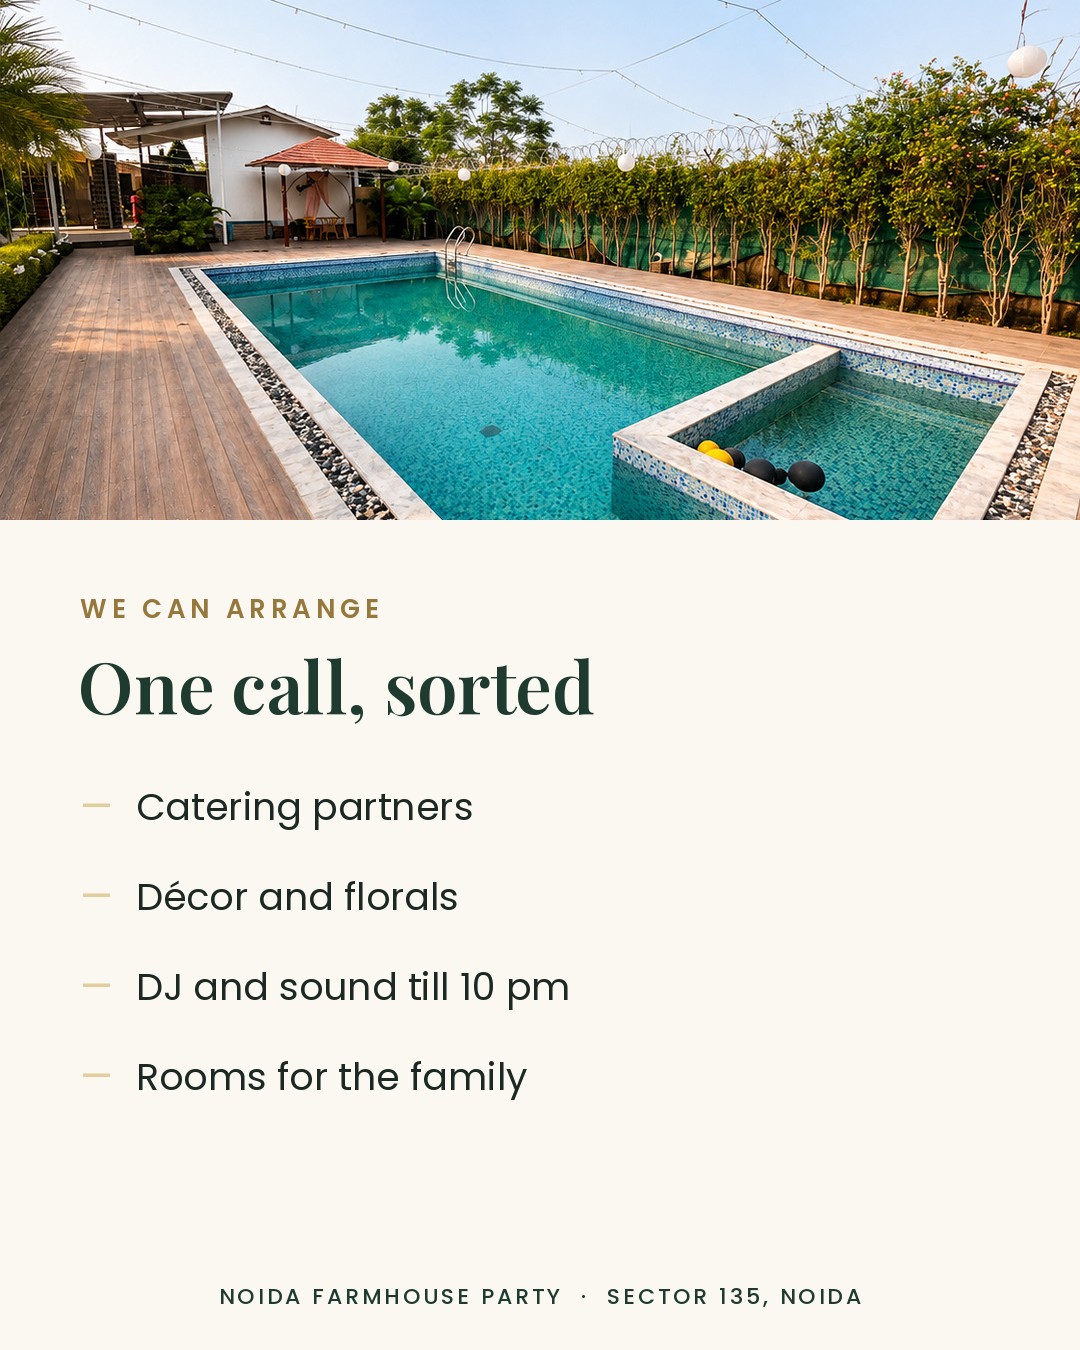 WE CAN ARRANGE
One call, sorted
— Catering partners
— Décor and florals
— DJ and sound till 10 pm
— Rooms for the family
NOIDA FARMHOUSE PARTY · SECTOR 135, NOIDA